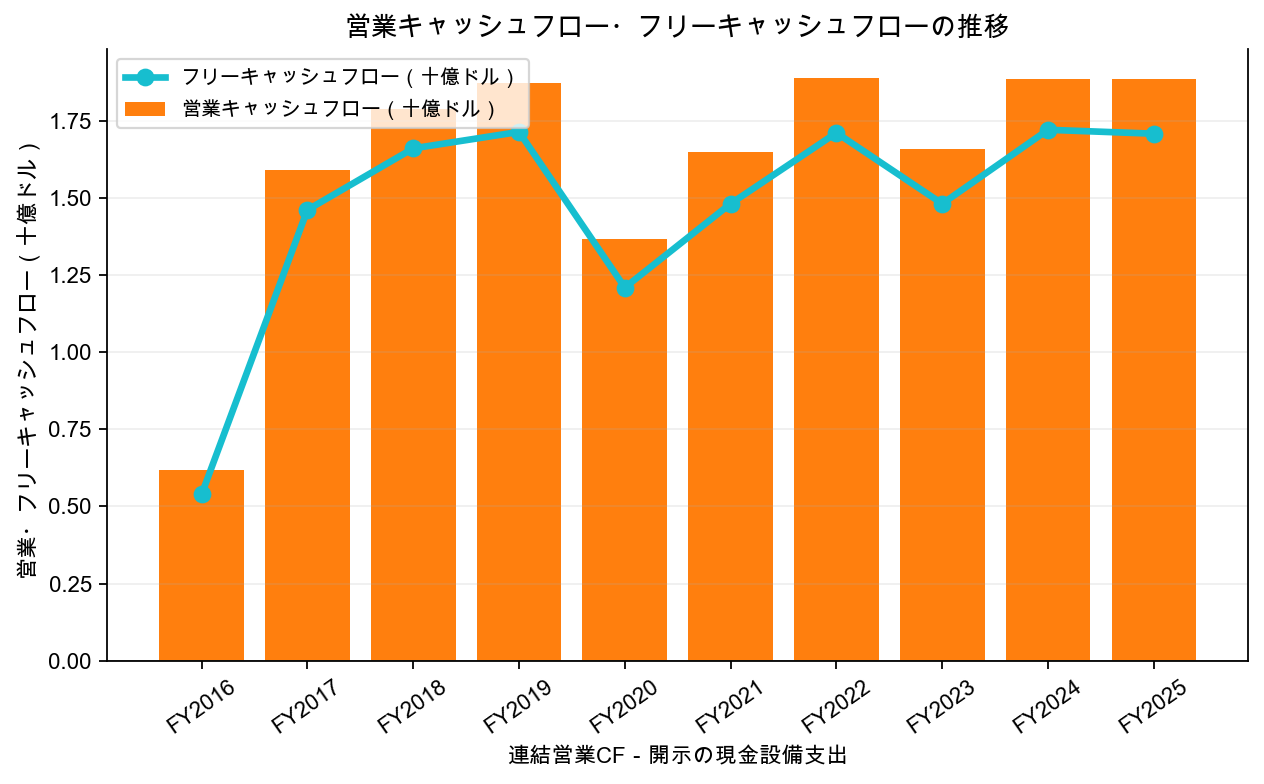 営業キャッシュフロー・フリーキャッシュフローの推移
フリーキャッシュフロー（十億ドル）
営業キャッシュフロー（十億ドル）
営業・フリーキャッシュフロー（十億ドル）
1.75
1.50
1.25
1.00
0.75
0.50
0.25
0.00
FY2016
FY2017
FY2018
FY2019
FY2020
FY2021
FY2022
FY2023
FY2024
FY2025
連結営業CF - 開示の現金設備支出